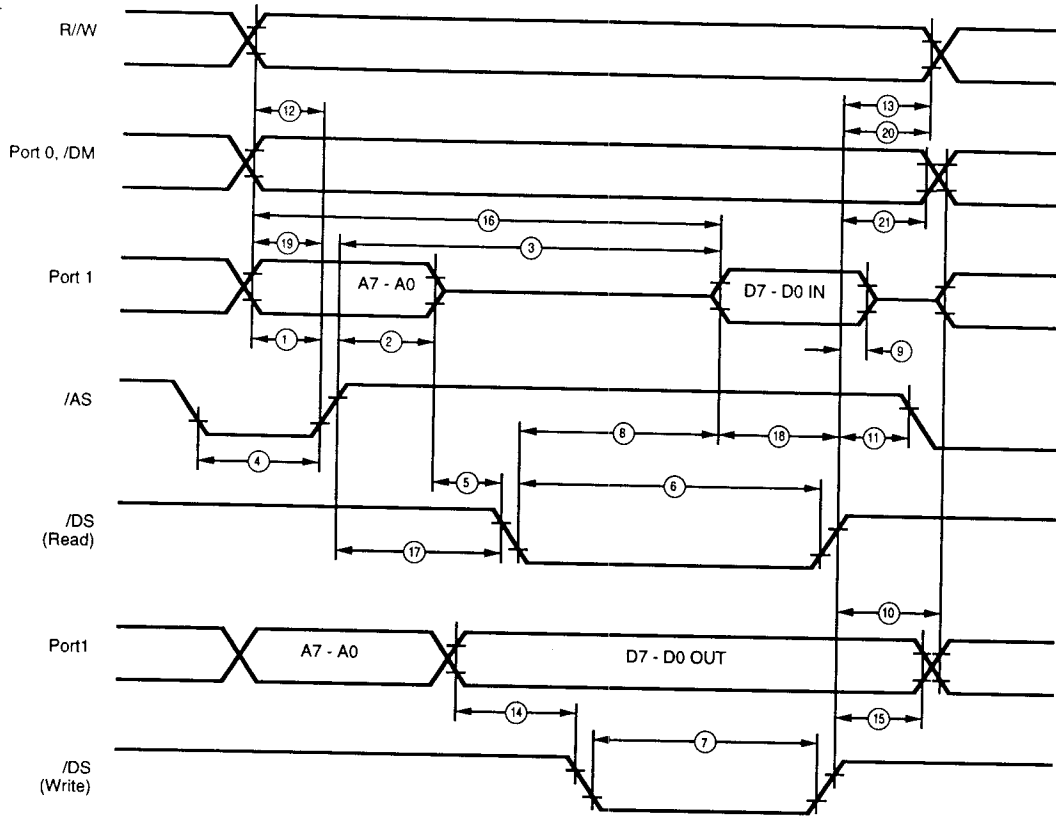 R//W
12
13
20
Port 0, /DM
16
21
19
3
Port 1
A7 - A0
D7 - D0 IN
1
2
9
/AS
8
18
11
4
5
6
/DS
(Read)
17
10
Port1
A7 - A0
D7 - D0 OUT
14
15
7
/DS
(Write)